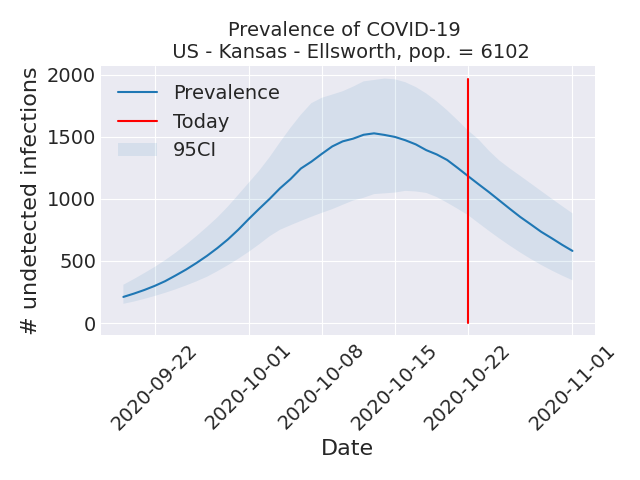 Prevalence of COVID-19
US - Kansas - Ellsworth, pop. = 6102
# undetected infections
2000
1500
1000
500
0
Prevalence
Today
95CI
2020-09-22
2020-10-01
2020-10-08
2020-10-15
2020-10-22
2020-11-01
Date